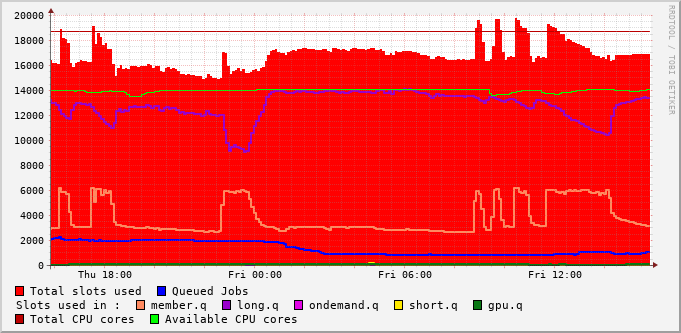 20000
18000
16000
14000
12000
10000
8000
6000
4000
2000
0
Thu 18:00 Fri 00:00 Fri 06:00 Fri 12:00
RRDTOOL / TOBI OETIKER
Total slots used Queued Jobs
Slots used in : member.q long.q ondemand.q short.q gpu.q
Total CPU cores Available CPU cores